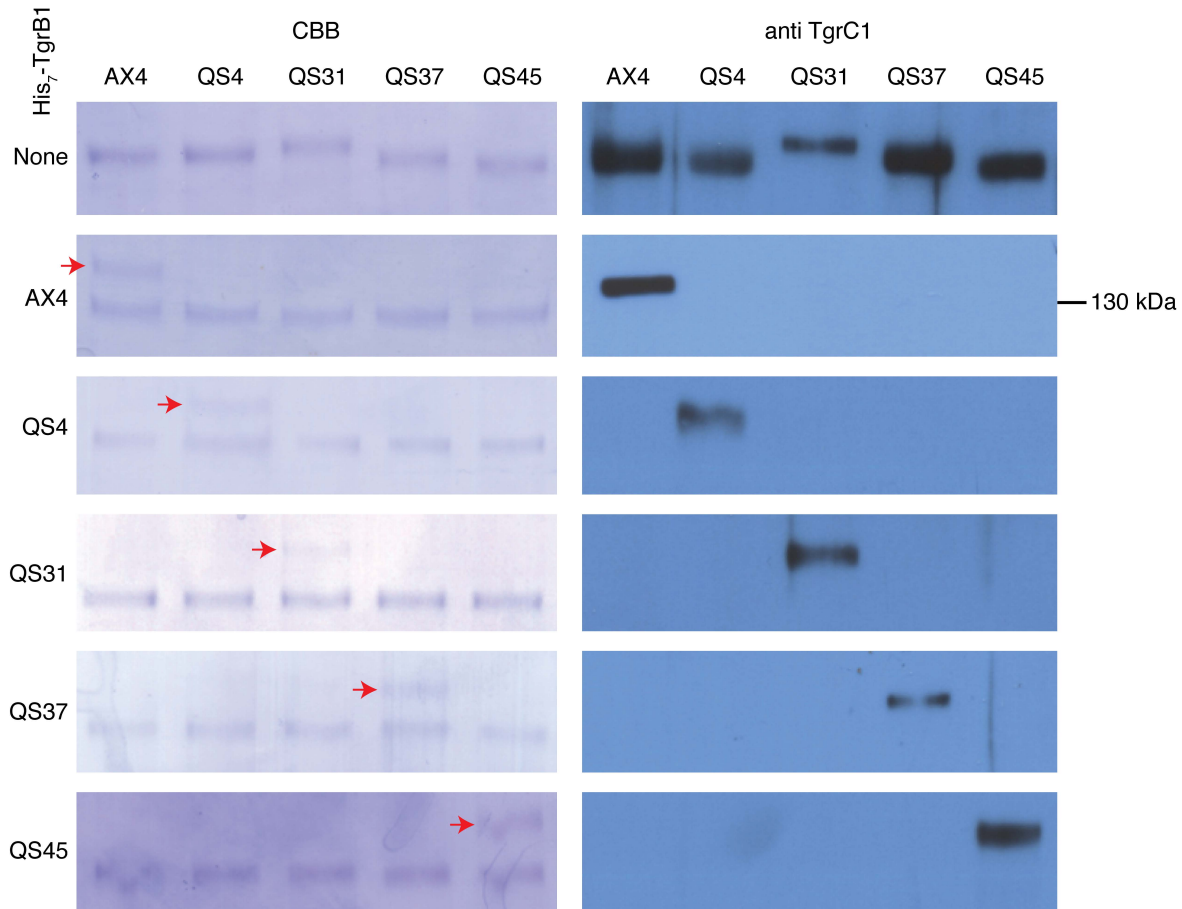 His₇-TgrB1
CBB
anti TgrC1
AX4 QS4 QS31 QS37 QS45
AX4 QS4 QS31 QS37 QS45
None
AX4
130 kDa
QS4
QS31
QS37
QS45